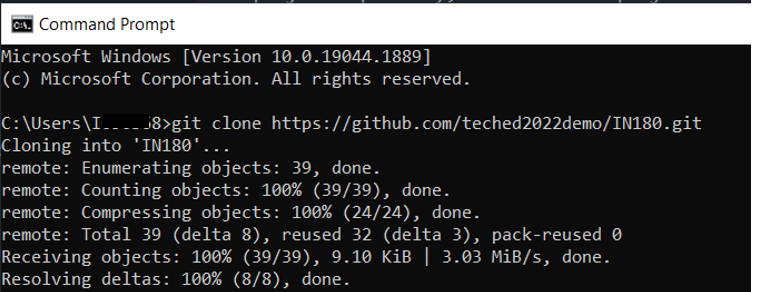 Command Prompt
Microsoft Windows [Version 10.0.19044.1889]
(c) Microsoft Corporation. All rights reserved.
C:\Users\I 8>git clone https://github.com/teched2022demo/IN180.git
Cloning into 'IN180'...
remote: Enumerating objects: 39, done.
remote: Counting objects: 100% (39/39), done.
remote: Compressing objects: 100% (24/24), done.
remote: Total 39 (delta 8), reused 32 (delta 3), pack-reused 0
Receiving objects: 100% (39/39), 9.10 KiB | 3.03 MiB/s, done.
Resolving deltas: 100% (8/8), done.